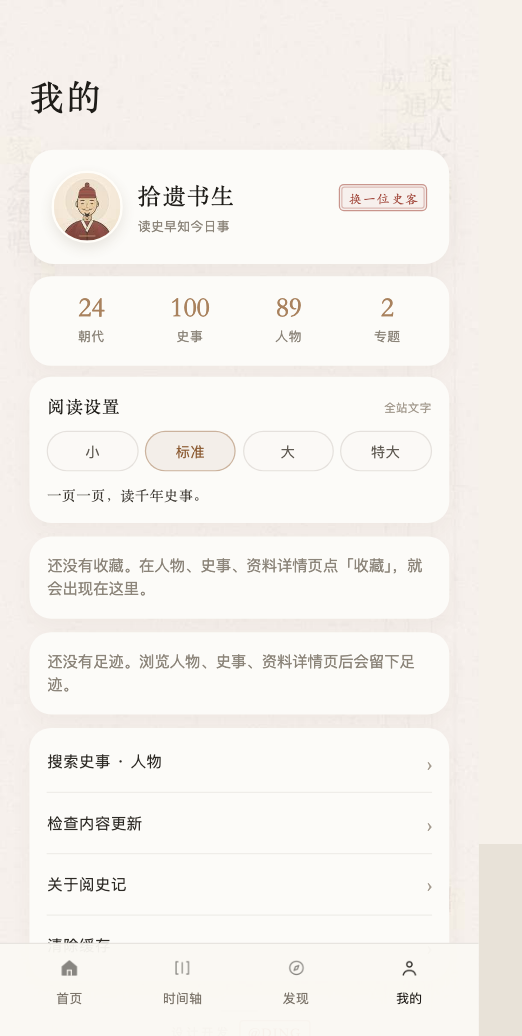 我的
拾遗书生
换一位史客
读史早知今日事
24
100
89
2
朝代
史事
人物
专题
阅读设置
全站文字
小
标准
大
特大
一页一页，读千年史事。
还没有收藏。在人物、史事、资料详情页点「收藏」，就
会出现在这里。
还没有足迹。浏览人物、史事、资料详情页后会留下足
迹。
搜索史事 · 人物
检查内容更新
关于阅史记
清除缓存
首页
时间轴
发现
我的